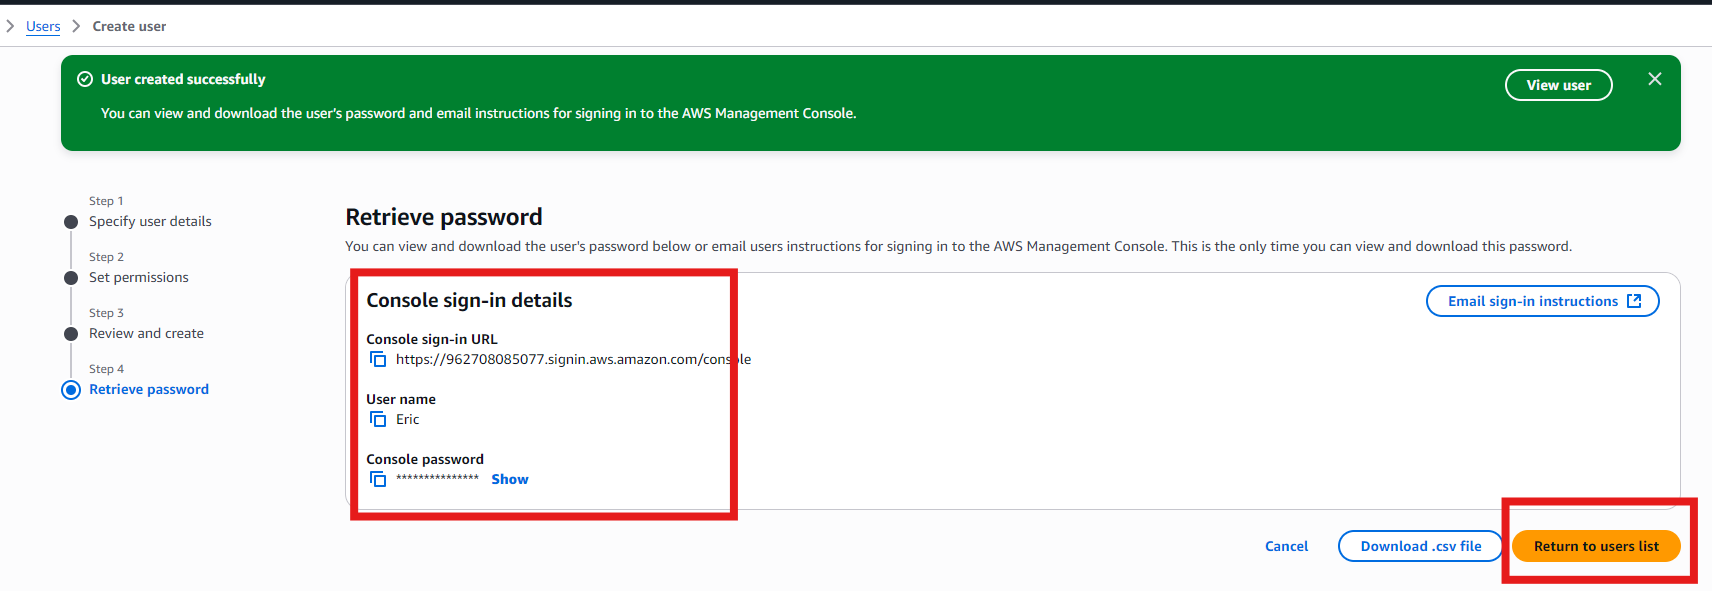 Users > Create user
User created successfully
View user
You can view and download the user's password and email instructions for signing in to the AWS Management Console.
Step 1
Specify user details
Step 2
Set permissions
Step 3
Review and create
Step 4
Retrieve password
Retrieve password
You can view and download the user's password below or email users instructions for signing in to the AWS Management Console. This is the only time you can view and download this password.
Console sign-in details
Email sign-in instructions
Console sign-in URL
https://962708085077.signin.aws.amazon.com/console
User name
Eric
Console password
*************** Show
Cancel
Download .csv file
Return to users list